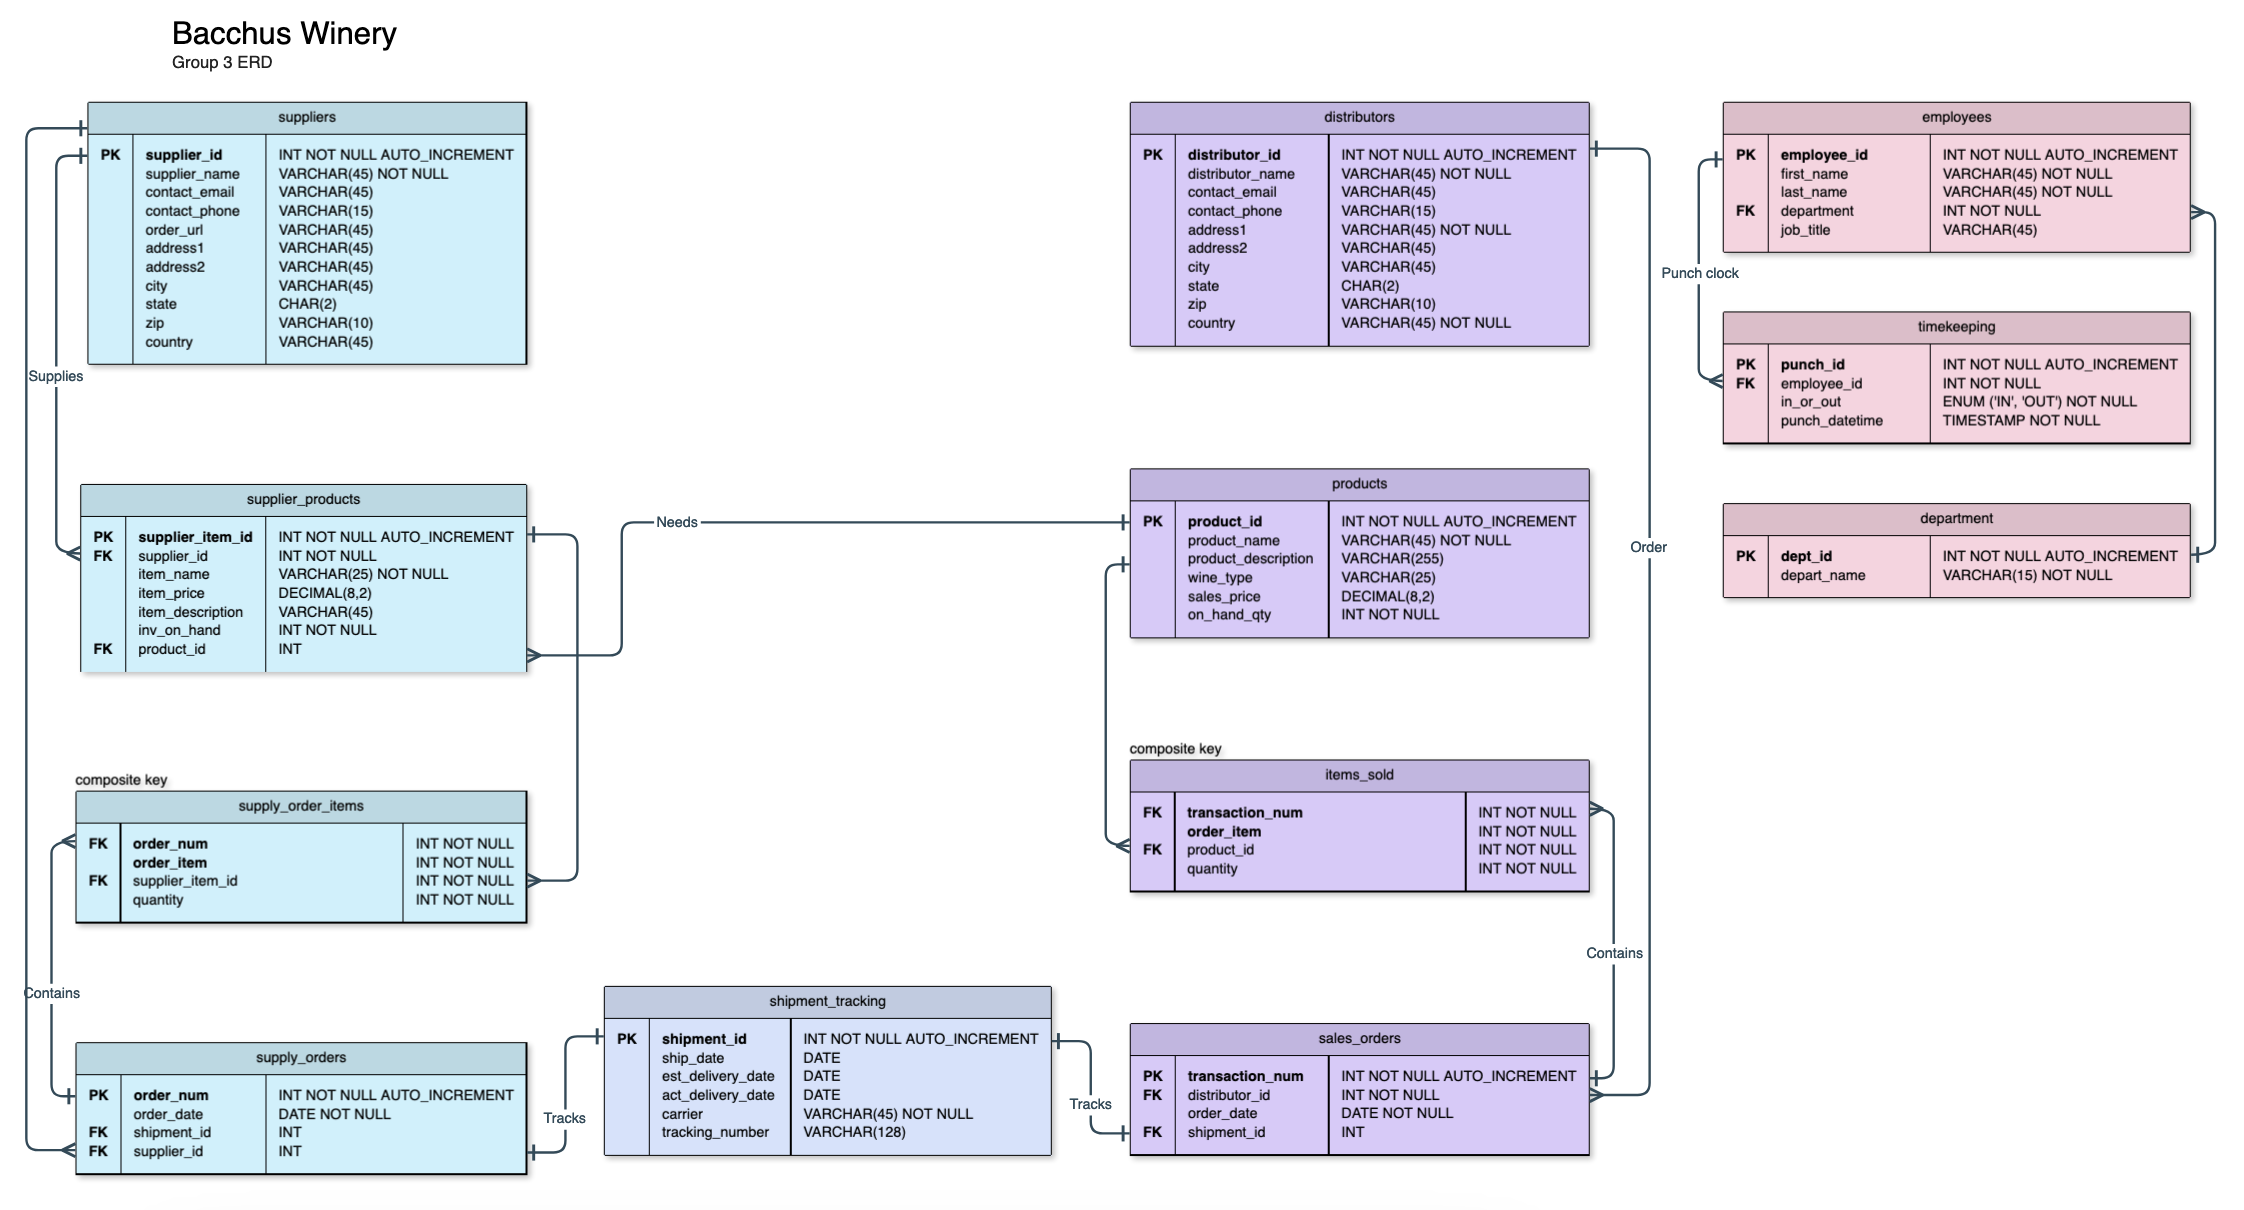 Bacchus Winery
Group 3 ERD
suppliers
PK supplier_id INT NOT NULL AUTO_INCREMENT
supplier_name VARCHAR(45) NOT NULL
contact_email VARCHAR(45)
contact_phone VARCHAR(15)
order_url VARCHAR(45)
address1 VARCHAR(45)
address2 VARCHAR(45)
city VARCHAR(45)
state CHAR(2)
zip VARCHAR(10)
country VARCHAR(45)
Supplies
supplier_products
PK supplier_item_id INT NOT NULL AUTO_INCREMENT
FK supplier_id INT NOT NULL
item_name VARCHAR(25) NOT NULL
item_price DECIMAL(8,2)
item_description VARCHAR(45)
inv_on_hand INT NOT NULL
FK product_id INT
Needs
composite key
supply_order_items
FK order_num INT NOT NULL
order_item INT NOT NULL
FK supplier_item_id INT NOT NULL
quantity INT NOT NULL
Contains
supply_orders
PK order_num INT NOT NULL AUTO_INCREMENT
order_date DATE NOT NULL
FK shipment_id INT
FK supplier_id INT
Tracks
shipment_tracking
PK shipment_id INT NOT NULL AUTO_INCREMENT
ship_date DATE
est_delivery_date DATE
act_delivery_date DATE
carrier VARCHAR(45) NOT NULL
tracking_number VARCHAR(128)
Tracks
distributors
PK distributor_id INT NOT NULL AUTO_INCREMENT
distributor_name VARCHAR(45) NOT NULL
contact_email VARCHAR(45)
contact_phone VARCHAR(15)
address1 VARCHAR(45) NOT NULL
address2 VARCHAR(45)
city VARCHAR(45)
state CHAR(2)
zip VARCHAR(10)
country VARCHAR(45) NOT NULL
products
PK product_id INT NOT NULL AUTO_INCREMENT
product_name VARCHAR(45) NOT NULL
product_description VARCHAR(255)
wine_type VARCHAR(25)
sales_price DECIMAL(8,2)
on_hand_qty INT NOT NULL
Order
composite key
items_sold
FK transaction_num INT NOT NULL
order_item INT NOT NULL
FK product_id INT NOT NULL
quantity INT NOT NULL
Contains
sales_orders
PK transaction_num INT NOT NULL AUTO_INCREMENT
FK distributor_id INT NOT NULL
order_date DATE NOT NULL
FK shipment_id INT
employees
PK employee_id INT NOT NULL AUTO_INCREMENT
first_name VARCHAR(45) NOT NULL
last_name VARCHAR(45) NOT NULL
FK department INT NOT NULL
job_title VARCHAR(45)
Punch clock
timekeeping
PK punch_id INT NOT NULL AUTO_INCREMENT
FK employee_id INT NOT NULL
in_or_out ENUM ('IN', 'OUT') NOT NULL
punch_datetime TIMESTAMP NOT NULL
department
PK dept_id INT NOT NULL AUTO_INCREMENT
depart_name VARCHAR(15) NOT NULL